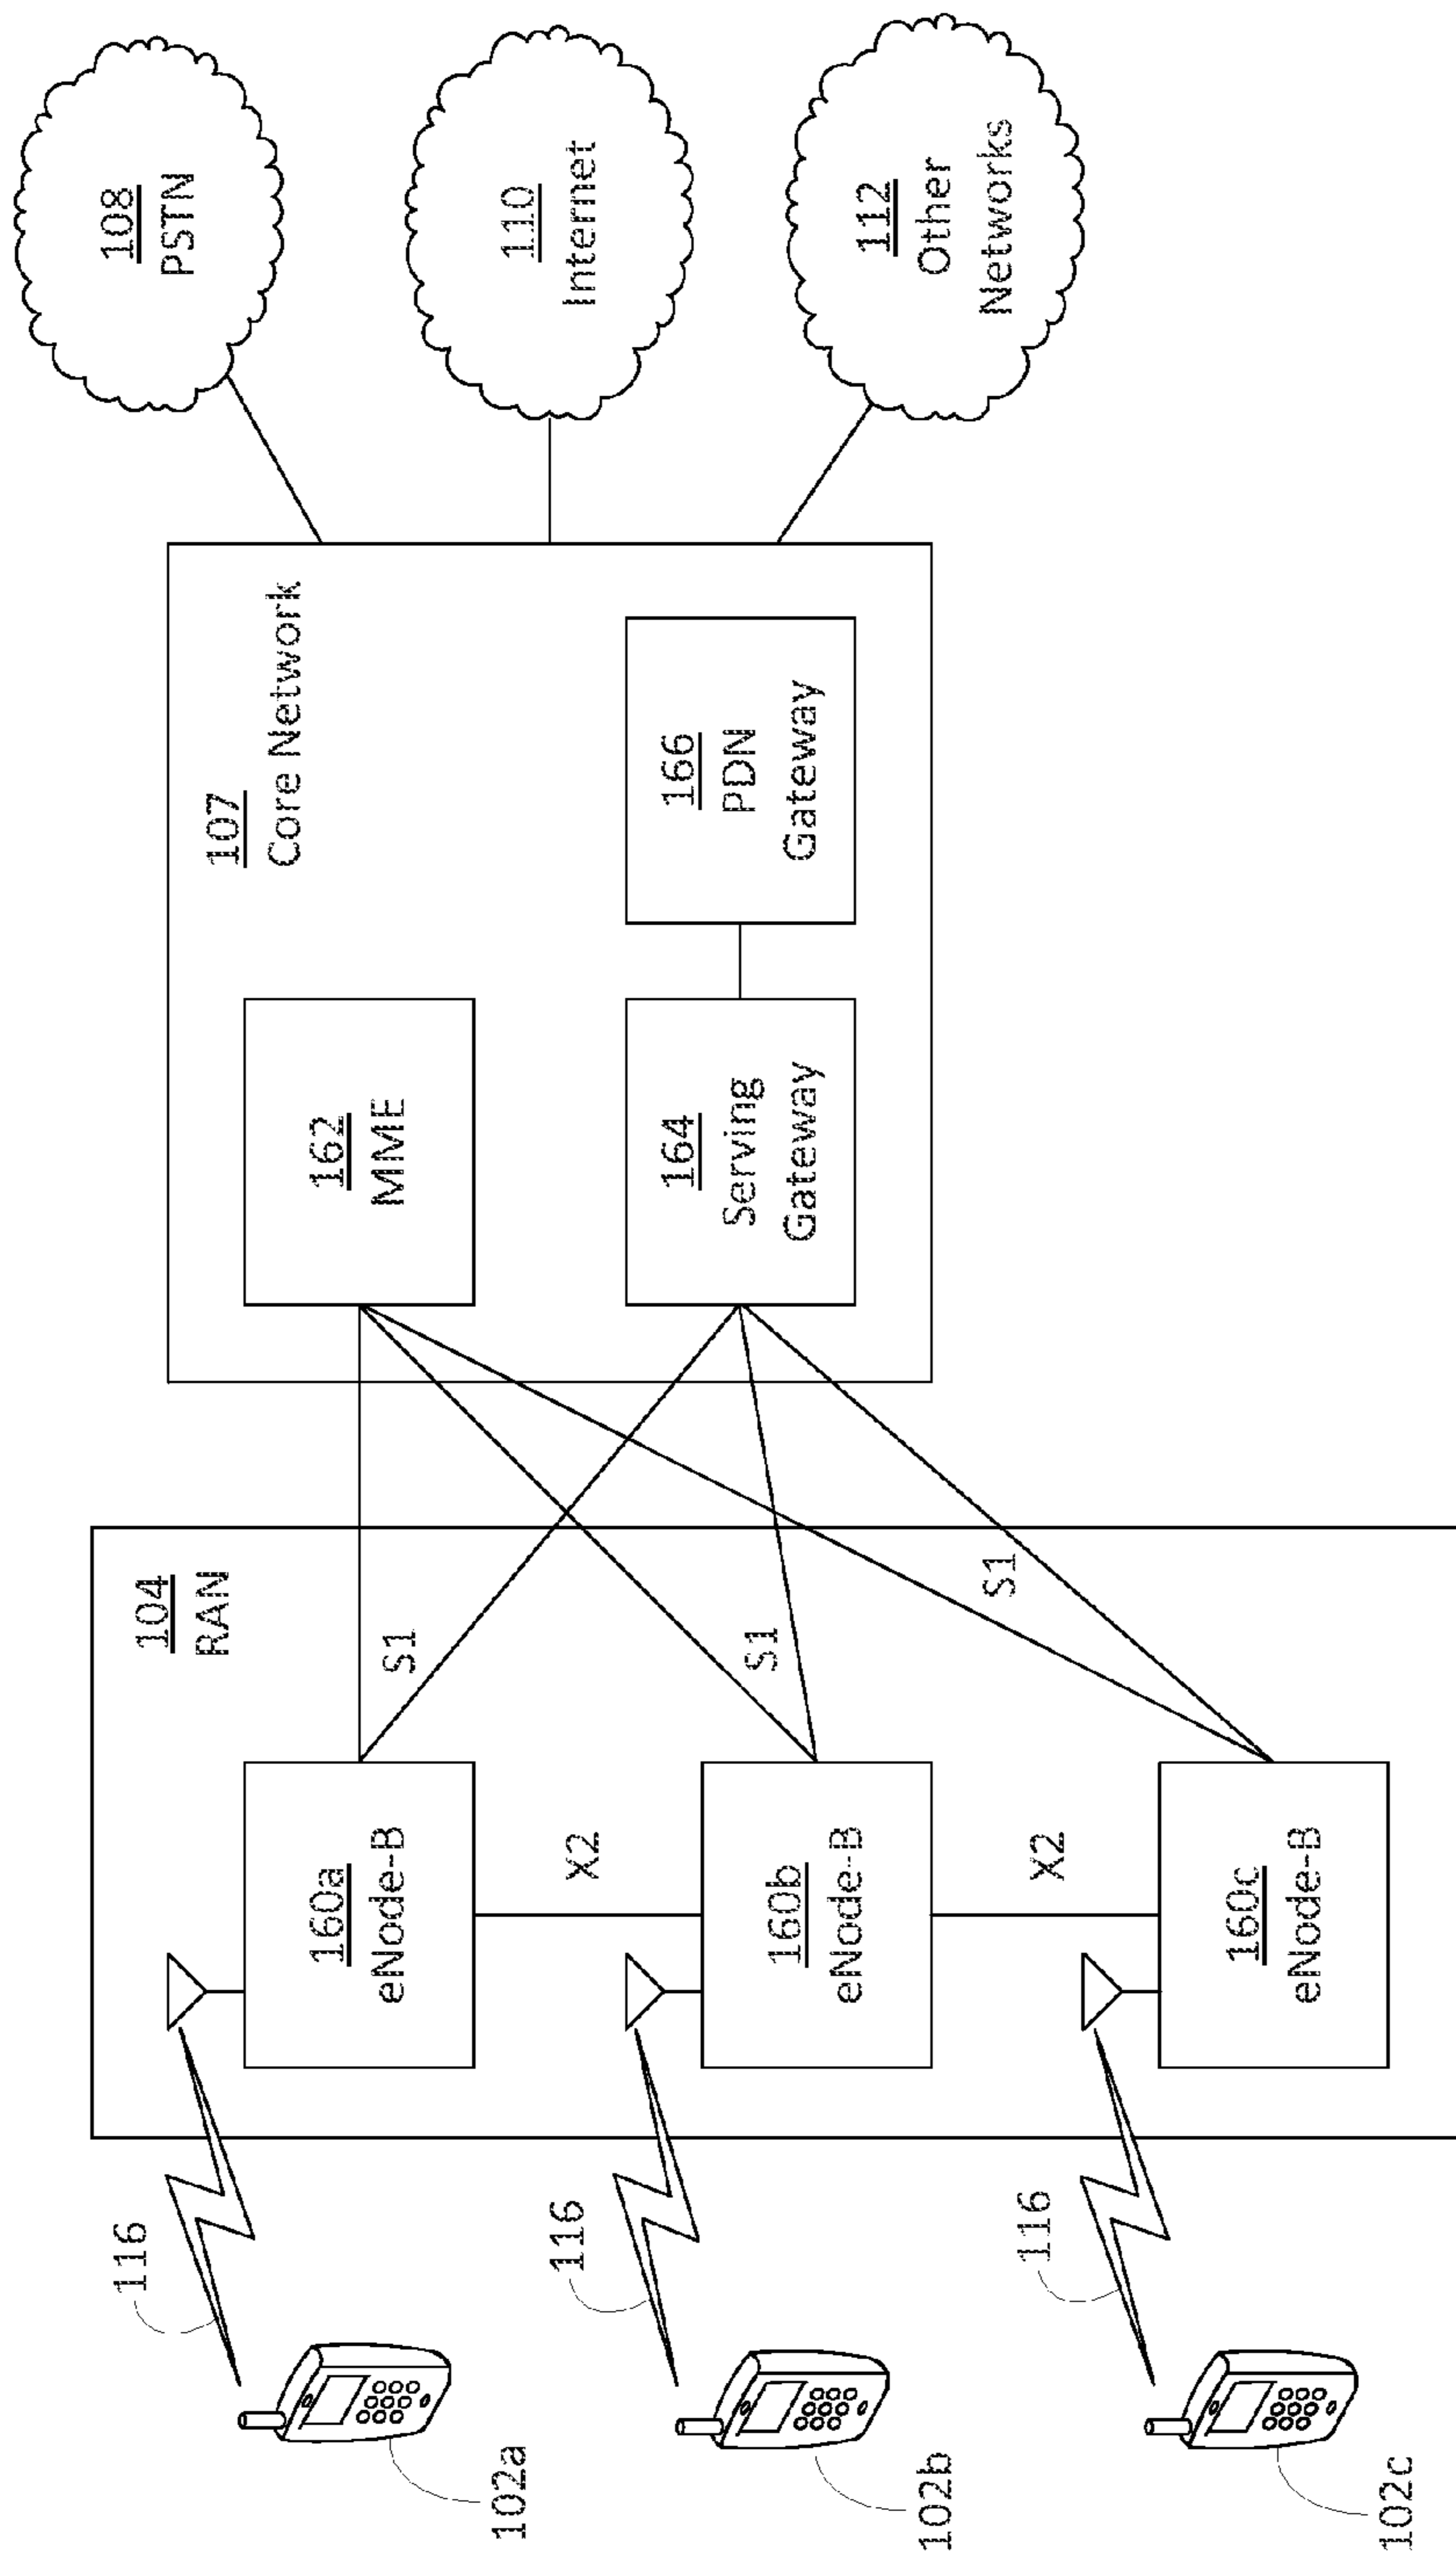 102a
116
102b
116
102c
116
104
RAN
160a
eNode-B
X2
160b
eNode-B
X2
160c
eNode-B
S1
S1
S1
107
Core Network
162
MME
164
Serving
Gateway
166
PDN
Gateway
108
PSTN
110
Internet
112
Other
Networks